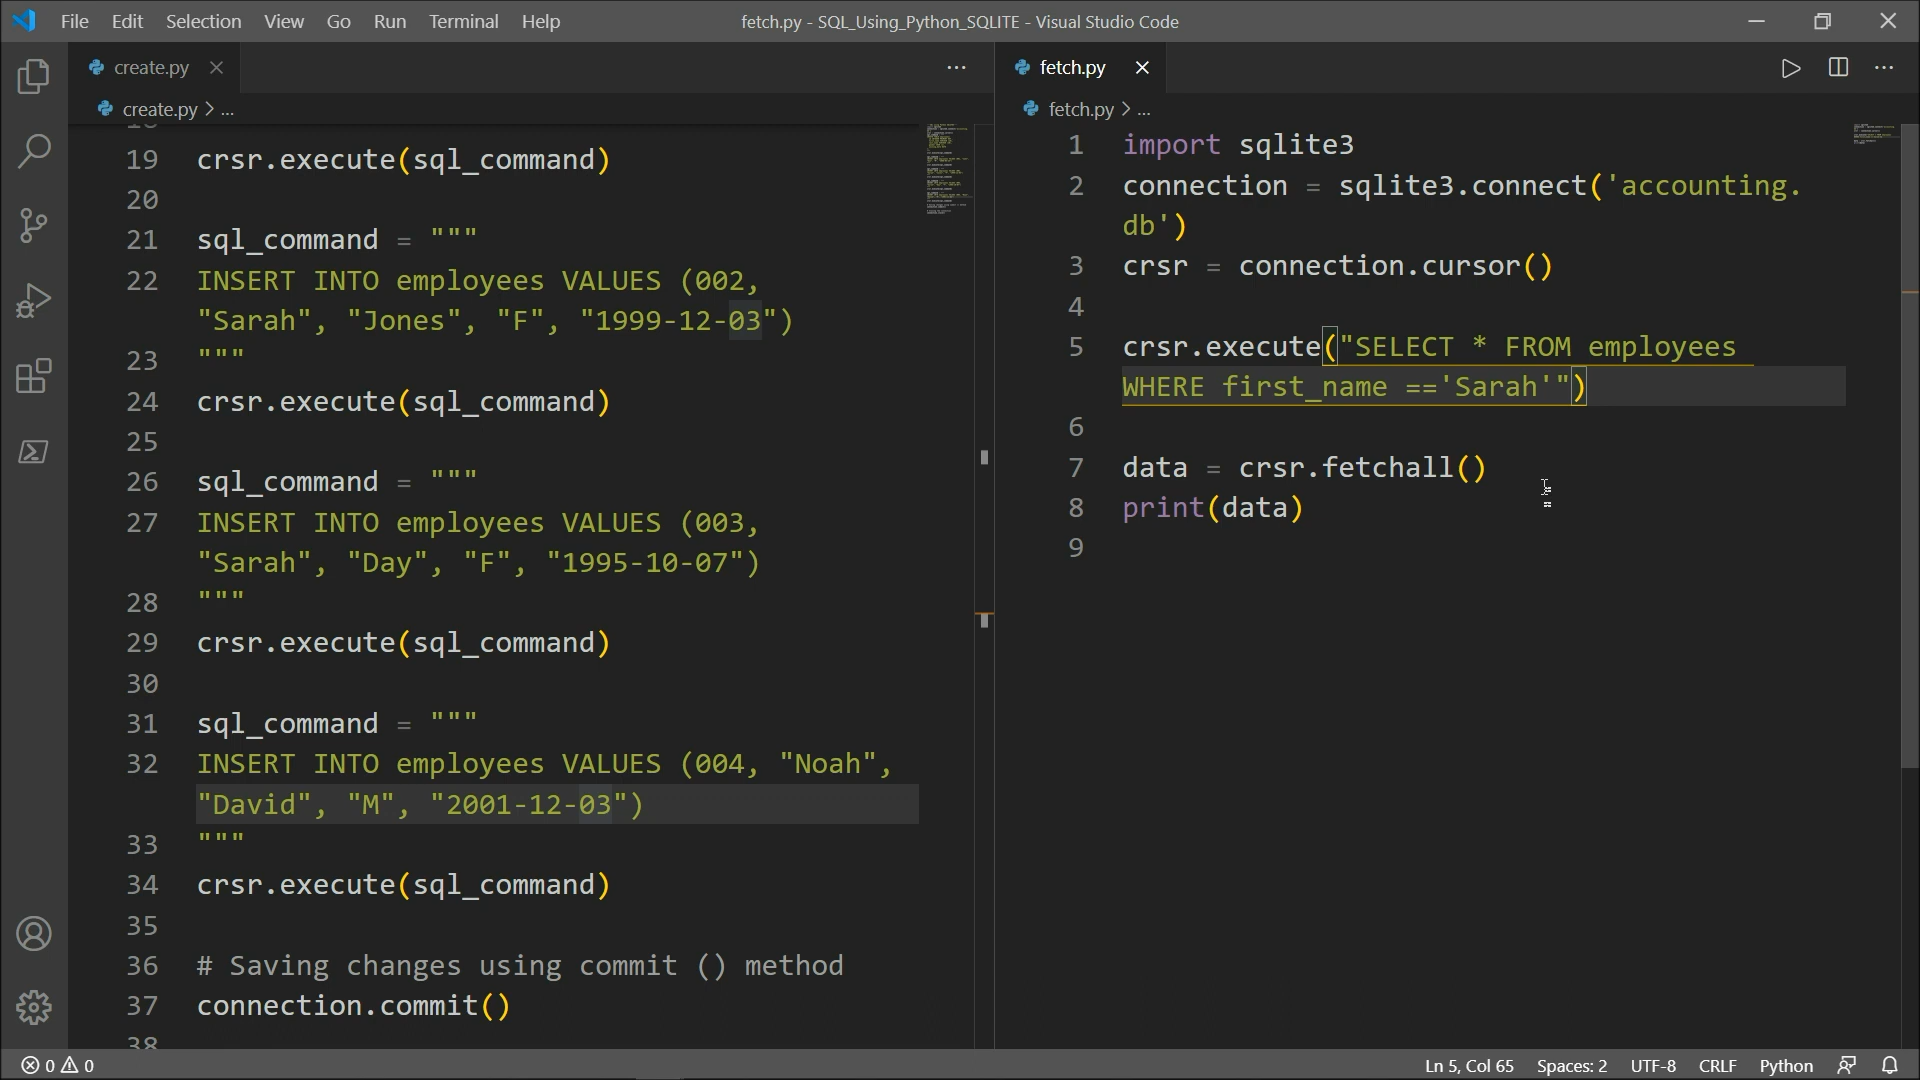 File Edit Selection View Go Run Terminal Help
fetch.py - SQL_Using_Python_SQLITE - Visual Studio Code
create.py
create.py > ...
19 crsr.execute(sql_command)
20
21 sql_command = """
22 INSERT INTO employees VALUES (002,
"Sarah", "Jones", "F", "1999-12-03")
23 """
24 crsr.execute(sql_command)
25
26 sql_command = """
27 INSERT INTO employees VALUES (003,
"Sarah", "Day", "F", "1995-10-07")
28 """
29 crsr.execute(sql_command)
30
31 sql_command = """
32 INSERT INTO employees VALUES (004, "Noah",
"David", "M", "2001-12-03")
33 """
34 crsr.execute(sql_command)
35
36 # Saving changes using commit () method
37 connection.commit()
38
fetch.py
fetch.py > ...
1 import sqlite3
2 connection = sqlite3.connect('accounting.
db')
3 crsr = connection.cursor()
4
5 crsr.execute("SELECT * FROM employees
WHERE first_name =='Sarah'")
6
7 data = crsr.fetchall()
8 print(data)
9
0 0
Ln 5, Col 65 Spaces: 2 UTF-8 CRLF Python